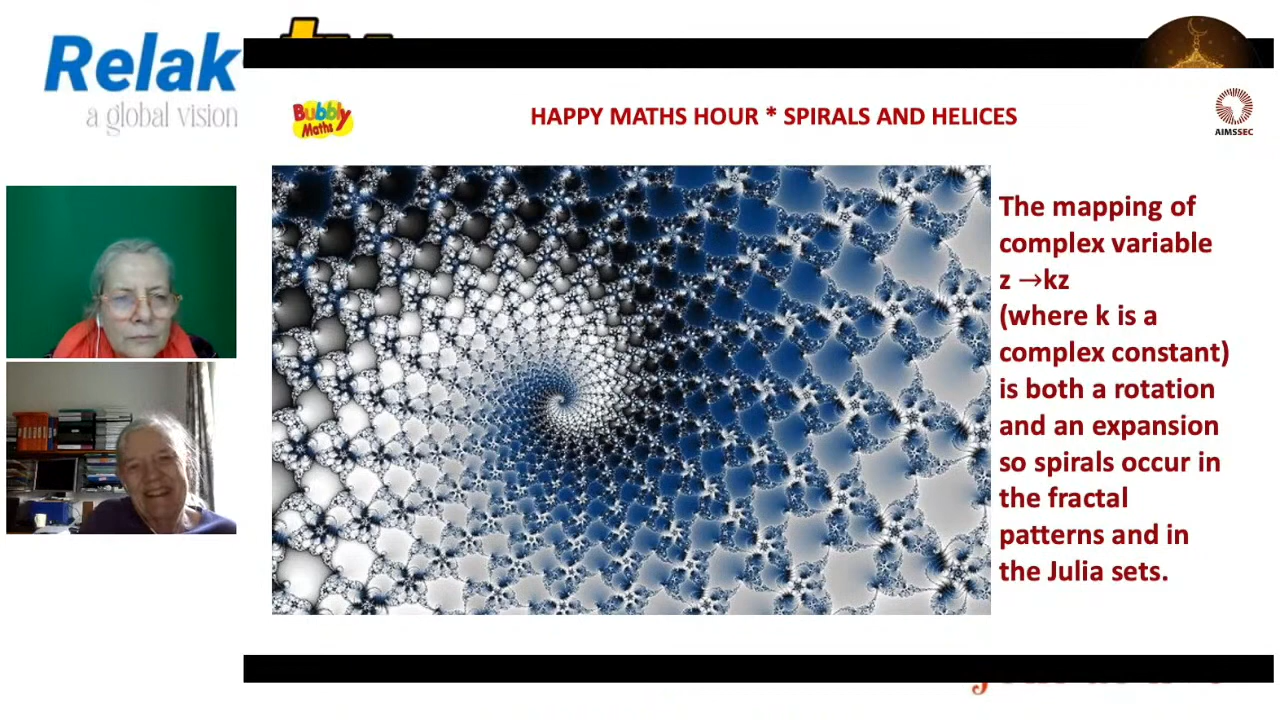 Relak
a global vision
Bubbly
Maths
HAPPY MATHS HOUR * SPIRALS AND HELICES
AIMSSEC
The mapping of
complex variable
z →kz
(where k is a
complex constant)
is both a rotation
and an expansion
so spirals occur in
the fractal
patterns and in
the Julia sets.